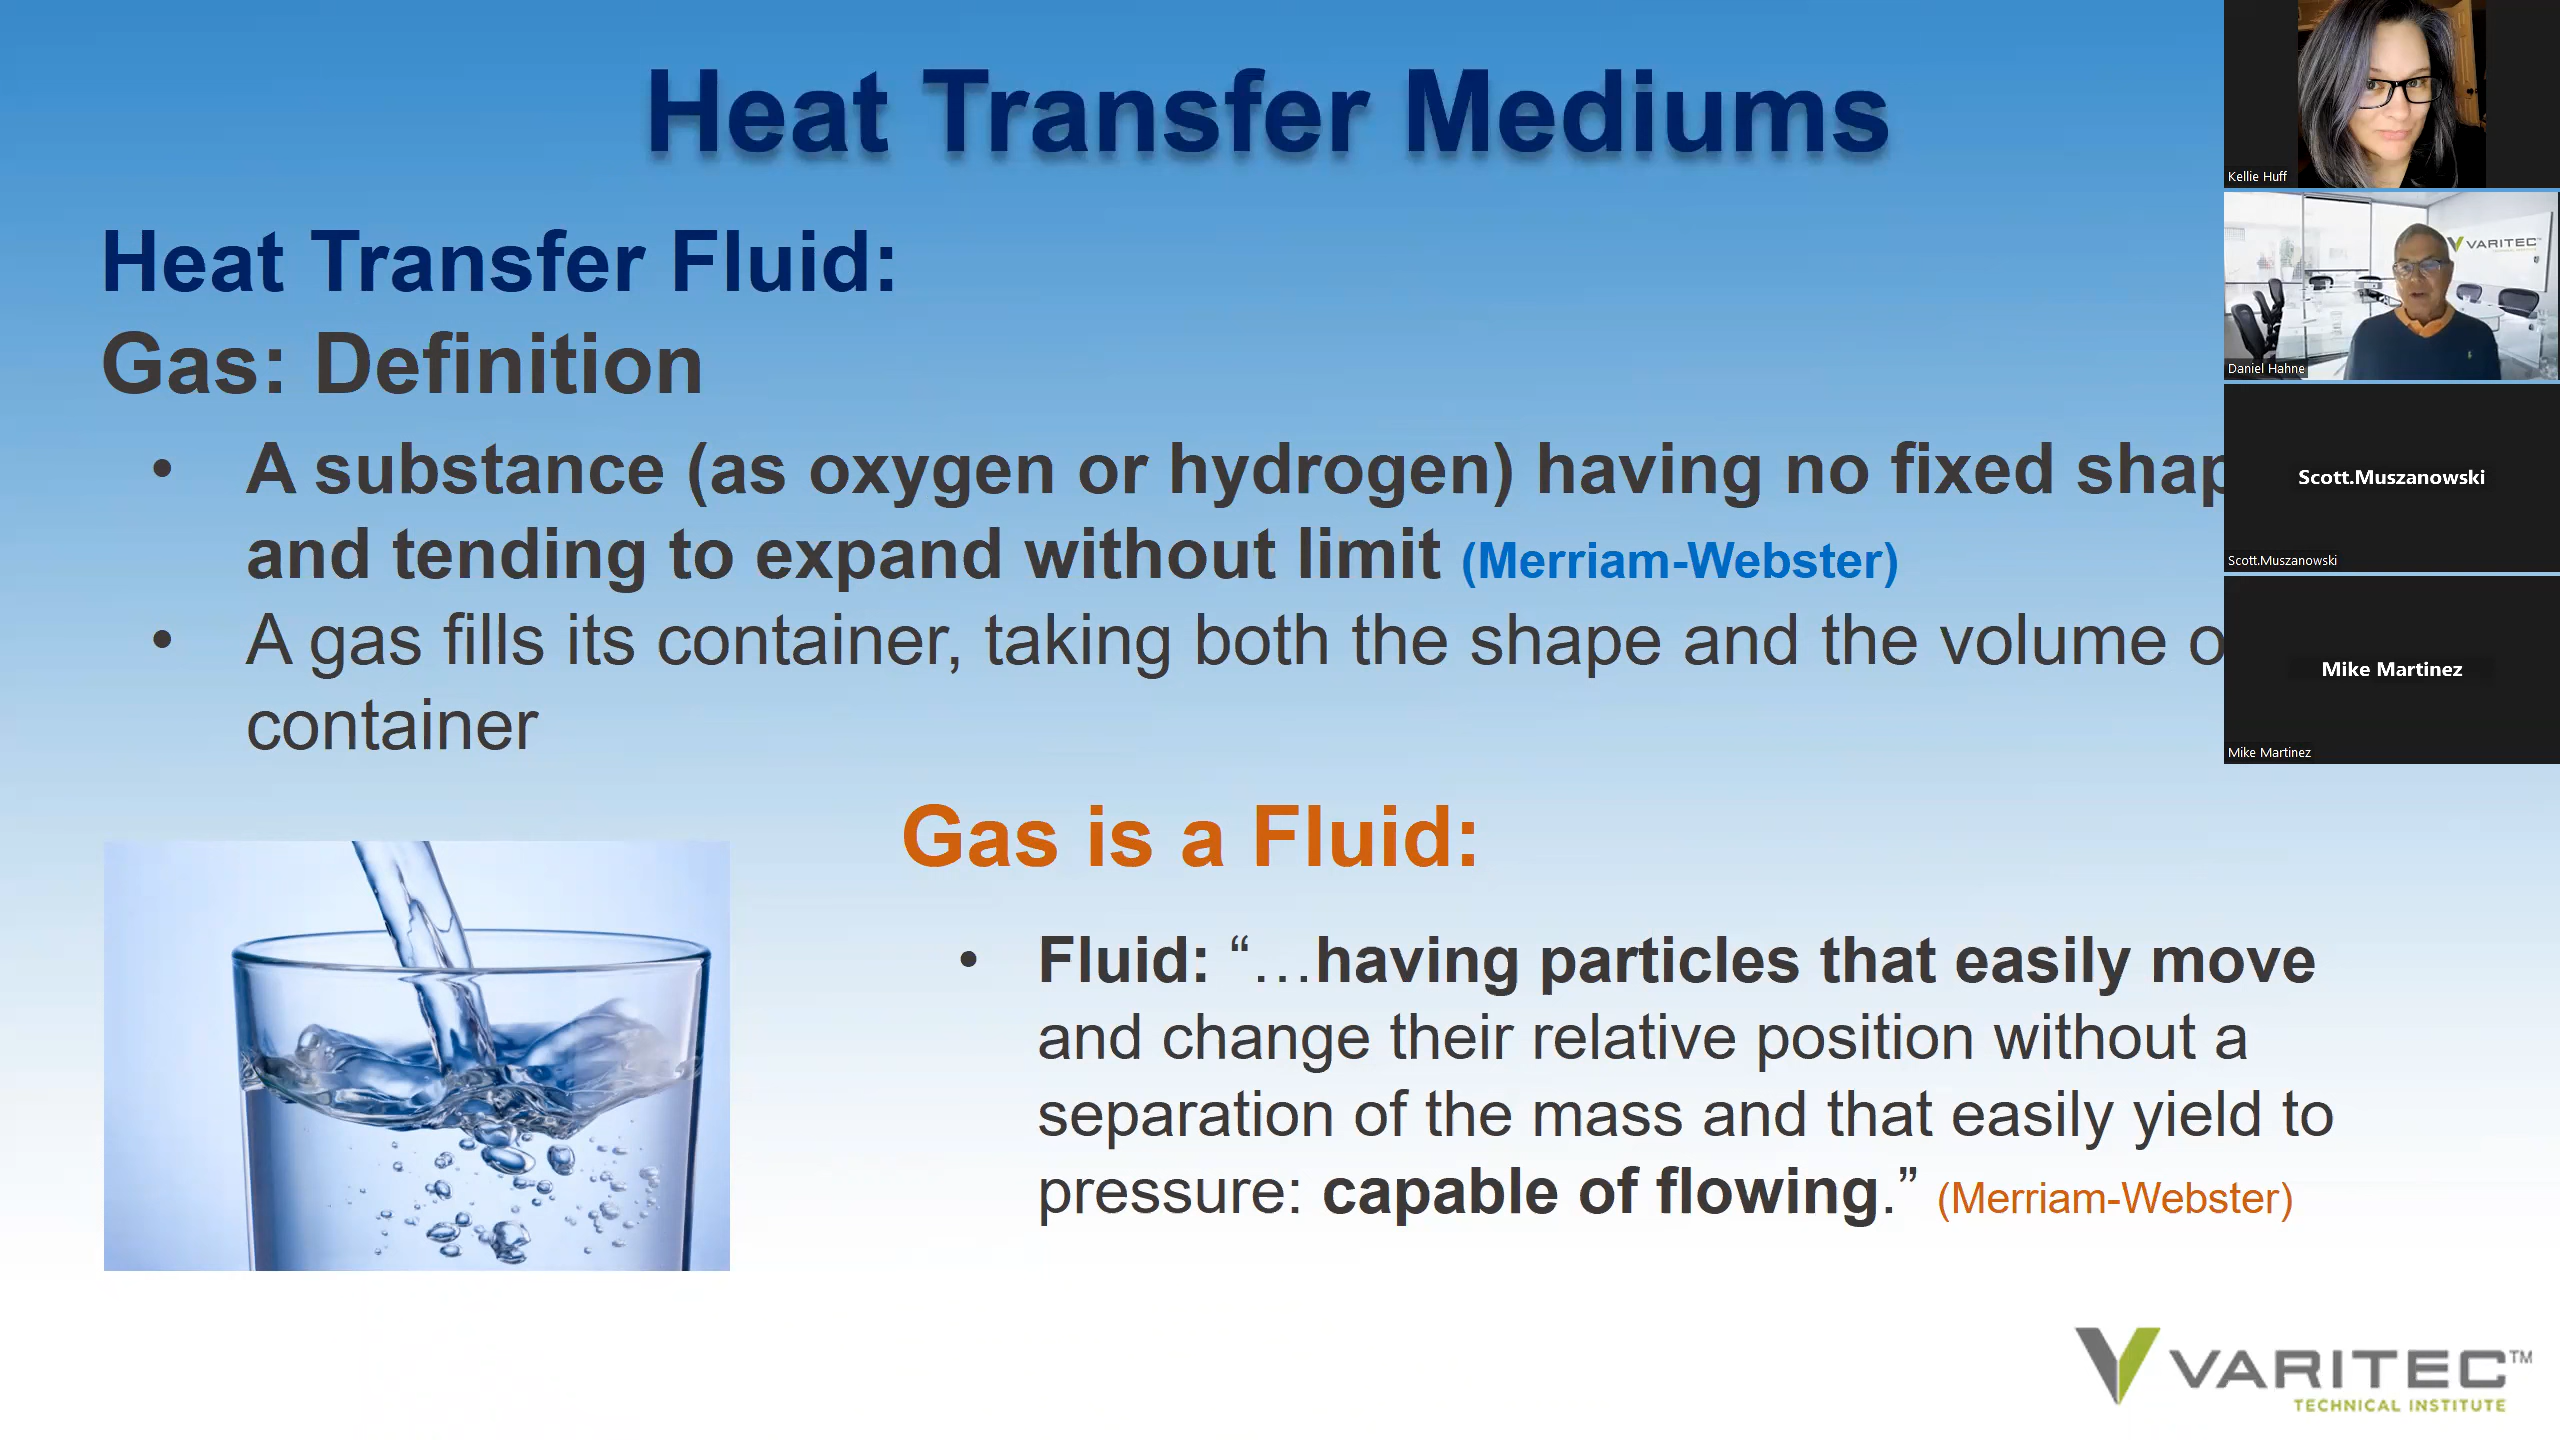 Heat Transfer Mediums
Heat Transfer Fluid:
Gas: Definition
• A substance (as oxygen or hydrogen) having no fixed
and tending to expand without limit (Merriam-Webster)
• A gas fills its container, taking both the shape and the volume
container
Gas is a Fluid:
• Fluid: “…having particles that easily move
and change their relative position without a
separation of the mass and that easily yield to
pressure: capable of flowing.” (Merriam-Webster)
VARITEC™
TECHNICAL INSTITUTE
Kellie Huff
VARITEC
Daniel Hahne
Scott.Muszanowski
Scott.Muszanowski
Mike Martinez
Mike Martinez